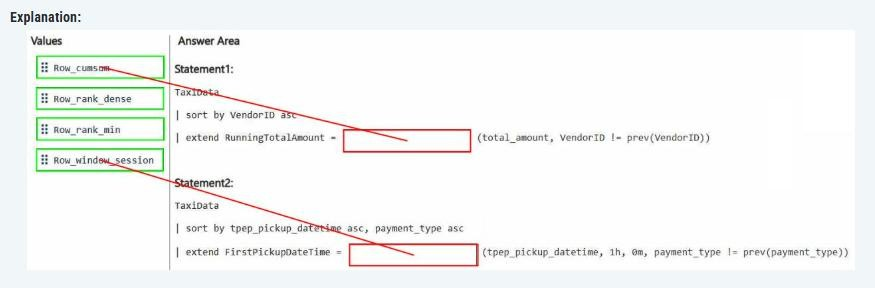 Explanation:
Values
Answer Area
Row_cumsum
Statement1:
TaxiData
Row_rank_dense
| sort by VendorID asc
Row_rank_min
| extend RunningTotalAmount = (total_amount, VendorID != prev(VendorID))
Row_window_session
Statement2:
TaxiData
| sort by tpep_pickup_datetime asc, payment_type asc
| extend FirstPickupDateTime = (tpep_pickup_datetime, 1h, 0m, payment_type != prev(payment_type))